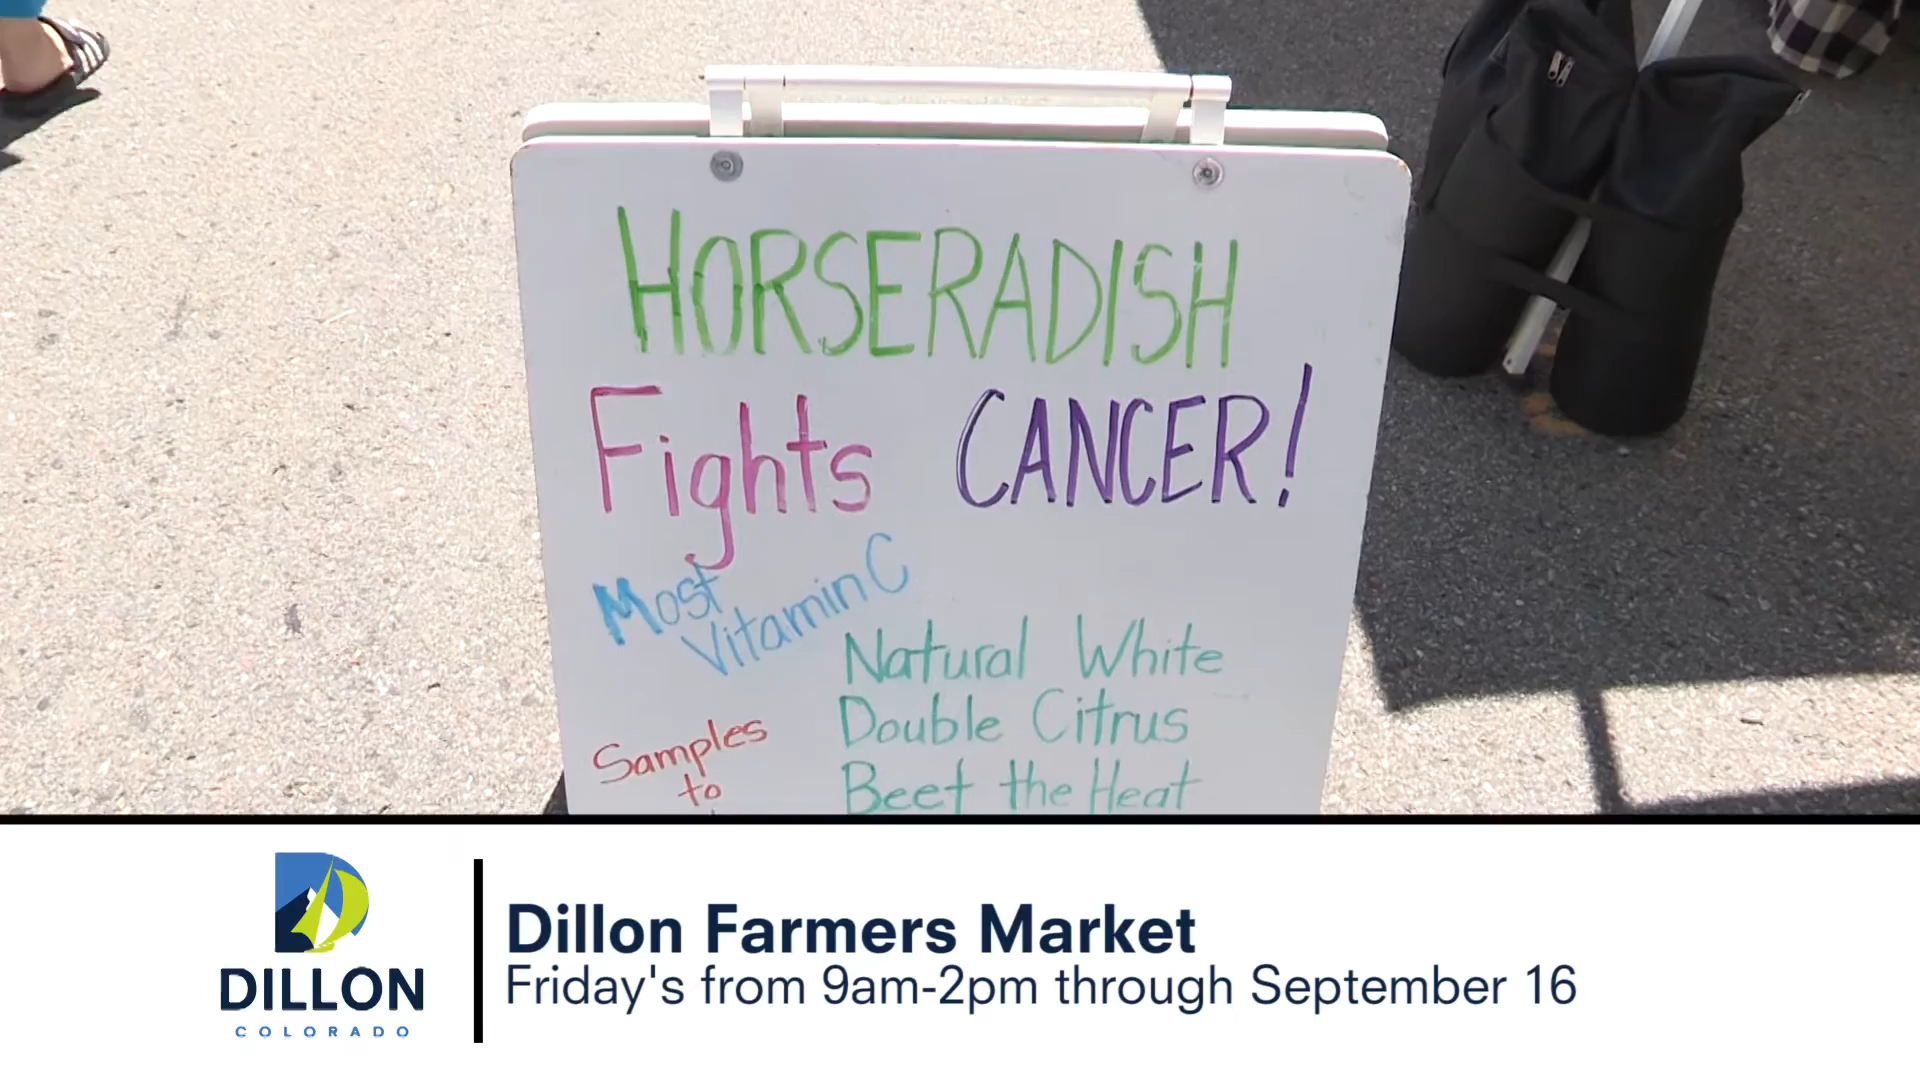 HORSERADISH
Fights CANCER!
Most
Vitamin C
Natural White
Double Citrus
Beet the Heat
Samples
to
DILLON
COLORADO
Dillon Farmers Market
Friday's from 9am-2pm through September 16